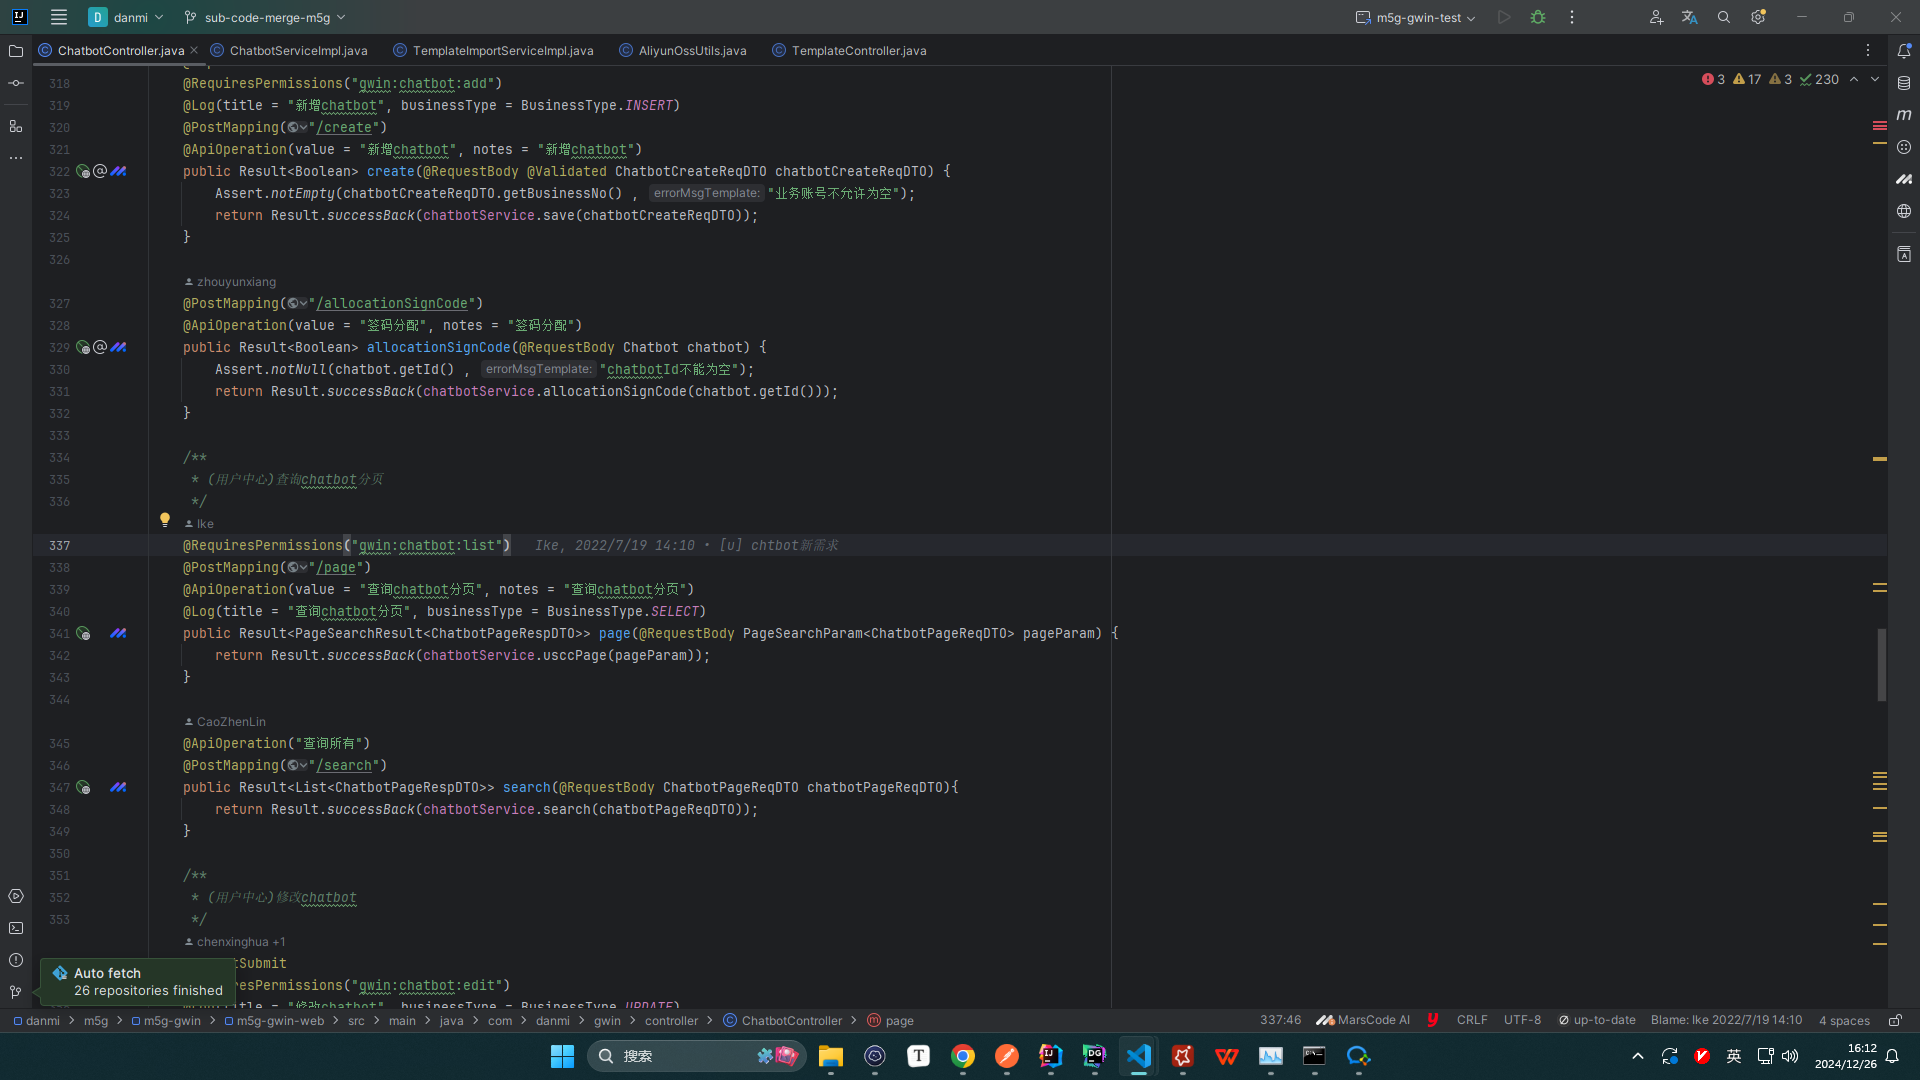 danmi
sub-code-merge-m5g
m5g-gwin-test
ChatbotController.java
ChatbotServiceImpl.java
TemplateImportServiceImpl.java
AliyunOssUtils.java
TemplateController.java
3 17 3 230
318 @RequiresPermissions("gwin:chatbot:add")
319 @Log(title = "新增chatbot", businessType = BusinessType.INSERT)
320 @PostMapping("/create")
321 @ApiOperation(value = "新增chatbot", notes = "新增chatbot")
322 public Result<Boolean> create(@RequestBody @Validated ChatbotCreateReqDTO chatbotCreateReqDTO) {
323 Assert.notEmpty(chatbotCreateReqDTO.getBusinessNo() , errorMsgTemplate: "业务账号不允许为空");
324 return Result.successBack(chatbotService.save(chatbotCreateReqDTO));
325 }
326
zhouyunxiang
327 @PostMapping("/allocationSignCode")
328 @ApiOperation(value = "签码分配", notes = "签码分配")
329 public Result<Boolean> allocationSignCode(@RequestBody Chatbot chatbot) {
330 Assert.notNull(chatbot.getId() , errorMsgTemplate: "chatbotId不能为空");
331 return Result.successBack(chatbotService.allocationSignCode(chatbot.getId()));
332 }
333
334 /**
335 * (用户中心)查询chatbot分页
336 */
Ike
337 @RequiresPermissions("gwin:chatbot:list") Ike, 2022/7/19 14:10 • [u] chtbot新需求
338 @PostMapping("/page")
339 @ApiOperation(value = "查询chatbot分页", notes = "查询chatbot分页")
340 @Log(title = "查询chatbot分页", businessType = BusinessType.SELECT)
341 public Result<PageSearchResult<ChatbotPageRespDTO>> page(@RequestBody PageSearchParam<ChatbotPageReqDTO> pageParam) {
342 return Result.successBack(chatbotService.usccPage(pageParam));
343 }
344
CaoZhenLin
345 @ApiOperation("查询所有")
346 @PostMapping("/search")
347 public Result<List<ChatbotPageRespDTO>> search(@RequestBody ChatbotPageReqDTO chatbotPageReqDTO){
348 return Result.successBack(chatbotService.search(chatbotPageReqDTO));
349 }
350
351 /**
352 * (用户中心)修改chatbot
353 */
chenxinghua +1
tSubmit
resPermissions("gwin:chatbot:edit")
title = "修改chatbot", businessType = BusinessType.UPDATE)
Auto fetch
26 repositories finished
danmi > m5g > m5g-gwin > m5g-gwin-web > src > main > java > com > danmi > gwin > controller > ChatbotController > page
337:46 MarsCode AI CRLF UTF-8 up-to-date Blame: Ike 2022/7/19 14:10 4 spaces
搜索
英
16:12
2024/12/26